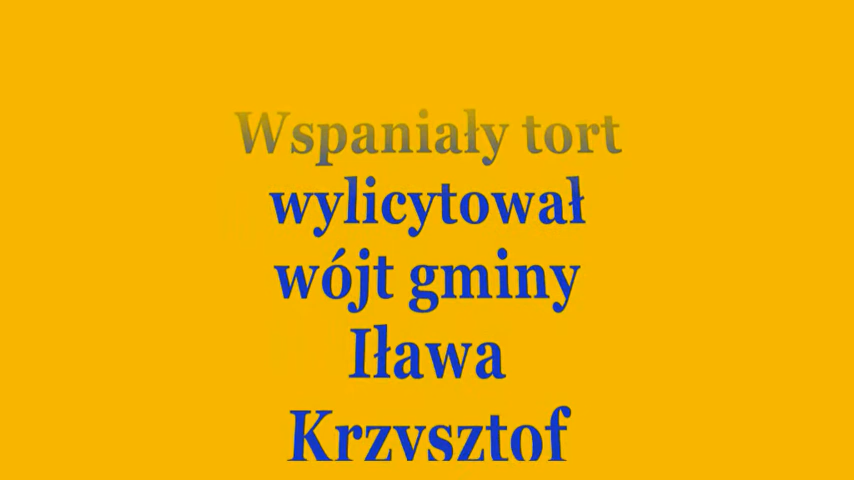 Wspaniały tort
wylicytował
wójt gminy
Iława
Krzysztof